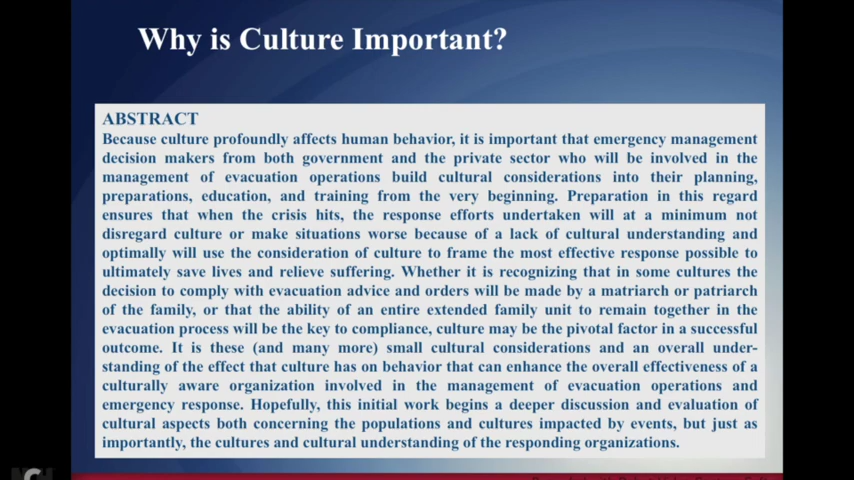 Why is Culture Important?
ABSTRACT
Because culture profoundly affects human behavior, it is important that emergency management
decision makers from both government and the private sector who will be involved in the
management of evacuation operations build cultural considerations into their planning,
preparations, education, and training from the very beginning. Preparation in this regard
ensures that when the crisis hits, the response efforts undertaken will at a minimum not
disregard culture or make situations worse because of a lack of cultural understanding and
optimally will use the consideration of culture to frame the most effective response possible to
ultimately save lives and relieve suffering. Whether it is recognizing that in some cultures the
decision to comply with evacuation advice and orders will be made by a matriarch or patriarch
of the family, or that the ability of an entire extended family unit to remain together in the
evacuation process will be the key to compliance, culture may be the pivotal factor in a successful
outcome. It is these (and many more) small cultural considerations and an overall under-
standing of the effect that culture has on behavior that can enhance the overall effectiveness of a
culturally aware organization involved in the management of evacuation operations and
emergency response. Hopefully, this initial work begins a deeper discussion and evaluation of
cultural aspects both concerning the populations and cultures impacted by events, but just as
importantly, the cultures and cultural understanding of the responding organizations.